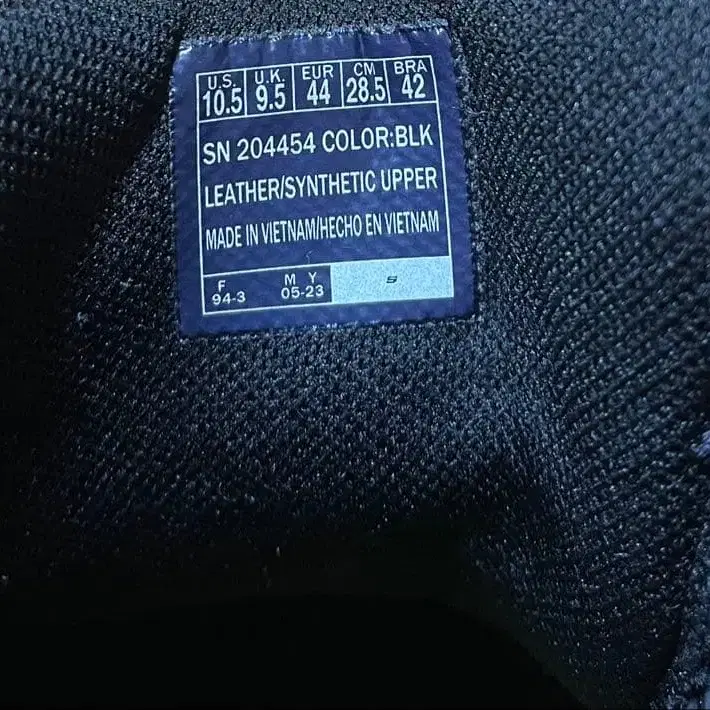 U.S. U.K. EUR CM BRA
10.5 9.5 44 28.5 42
SN 204454 COLOR:BLK
LEATHER/SYNTHETIC UPPER
MADE IN VIETNAM/HECHO EN VIETNAM
F M Y
94-3 05-23